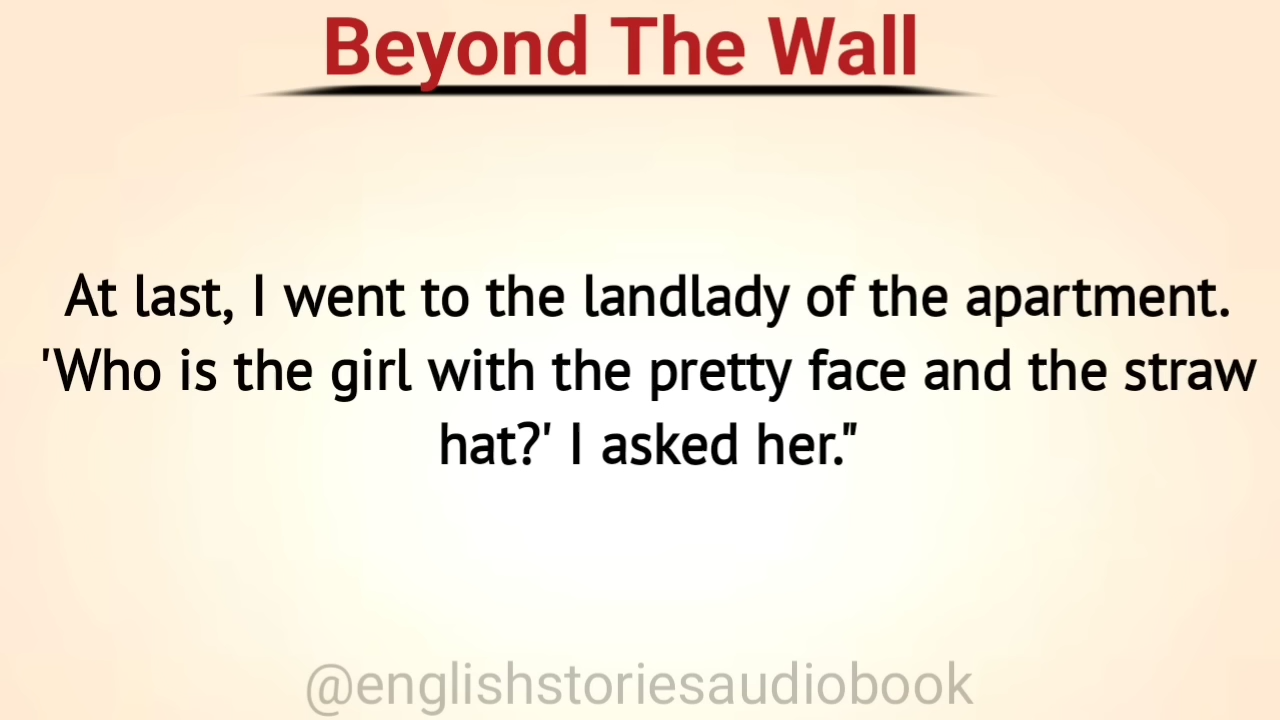 Beyond The Wall
At last, I went to the landlady of the apartment.
'Who is the girl with the pretty face and the straw
hat?' I asked her."
@englishstoriesaudiobook